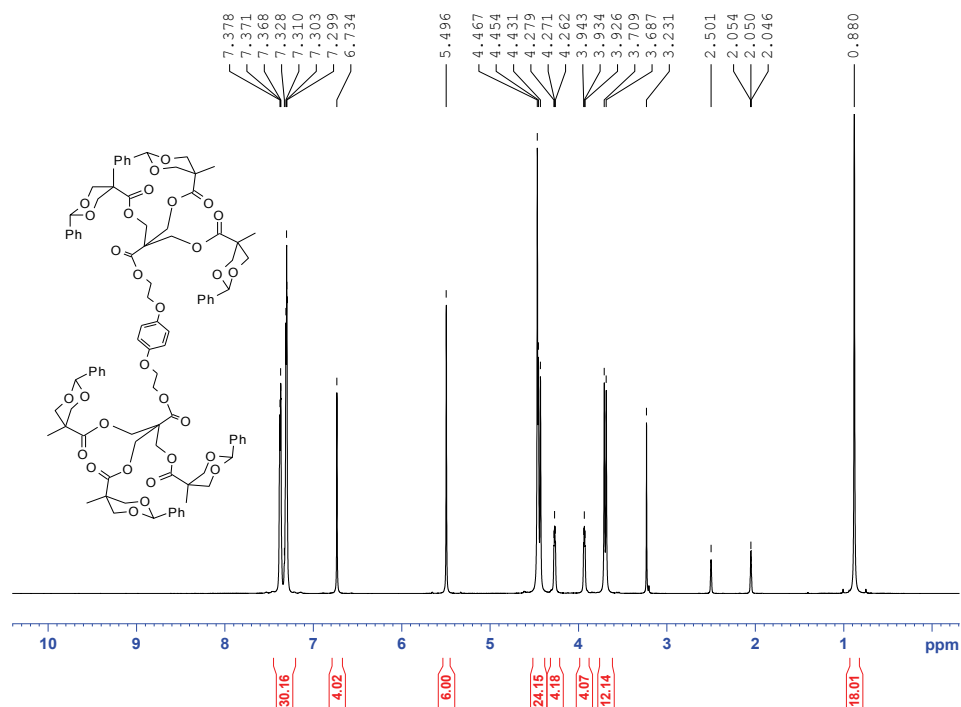 7.378
7.371
7.368
7.328
7.310
7.303
7.299
6.734
5.496
4.467
4.454
4.431
4.279
4.271
4.262
3.943
3.934
3.926
3.709
3.687
3.231
2.501
2.054
2.050
2.046
0.880
Ph O O
O O Ph
O O O O
O O O
Ph O O O O
O Ph
O
O
O
Ph O O
O O O
O O Ph
O O O O O
O O Ph
O
10 9 8 7 6 5 4 3 2 1 ppm
30.16 4.02 6.00 24.15 4.18 4.07 12.14 18.01